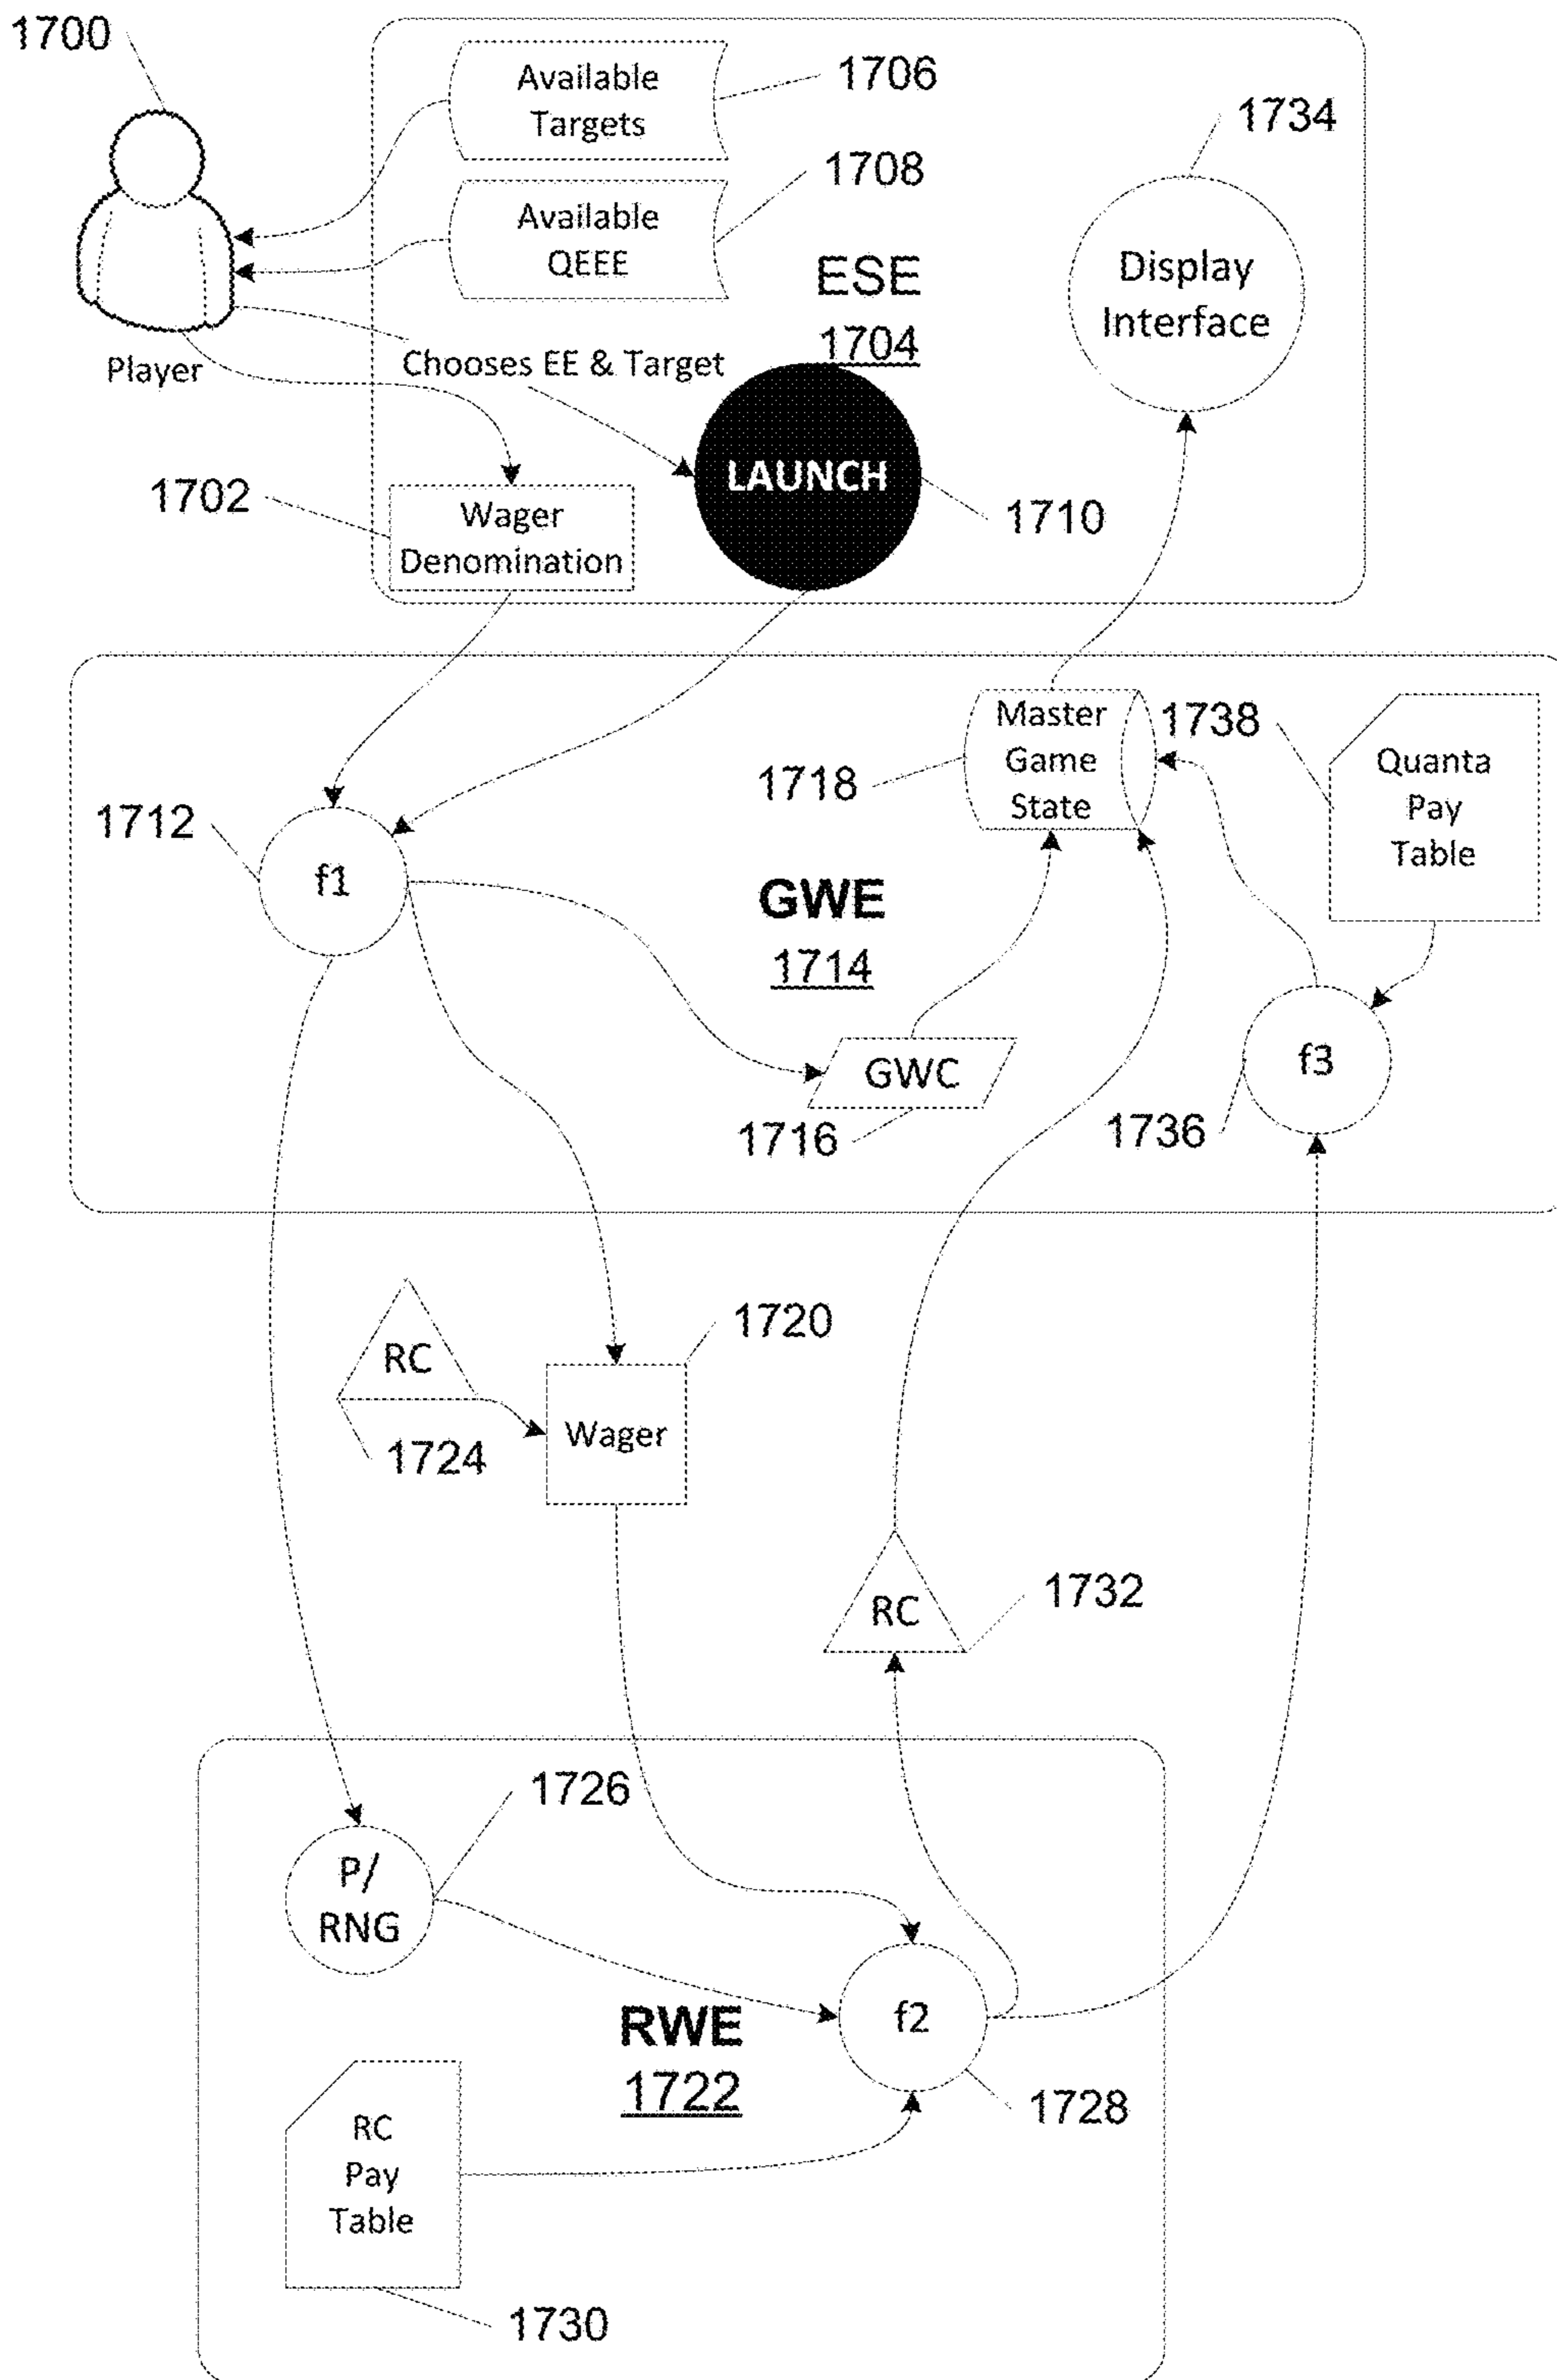 1700
Available
Targets
1706
1734
Available
QEEE
1708
ESE
1704
Display
Interface
Player
Chooses EE & Target
LAUNCH
1702
Wager
Denomination
1710
Master
Game
State
1738
Quanta
Pay
Table
1718
1712
f1
GWE
1714
GWC
f3
1716
1736
1720
RC
Wager
1724
RC
1732
1726
P/
RNG
f2
RWE
1722
1728
RC
Pay
Table
1730